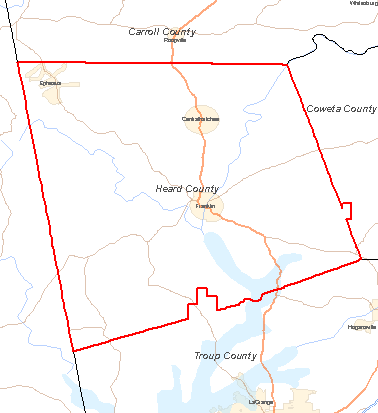 Whitesburg
Carroll County
Roopville
Ephesus
Coweta County
Centralhatchee
Heard County
Franklin
Hogansville
Troup County
LaGrange